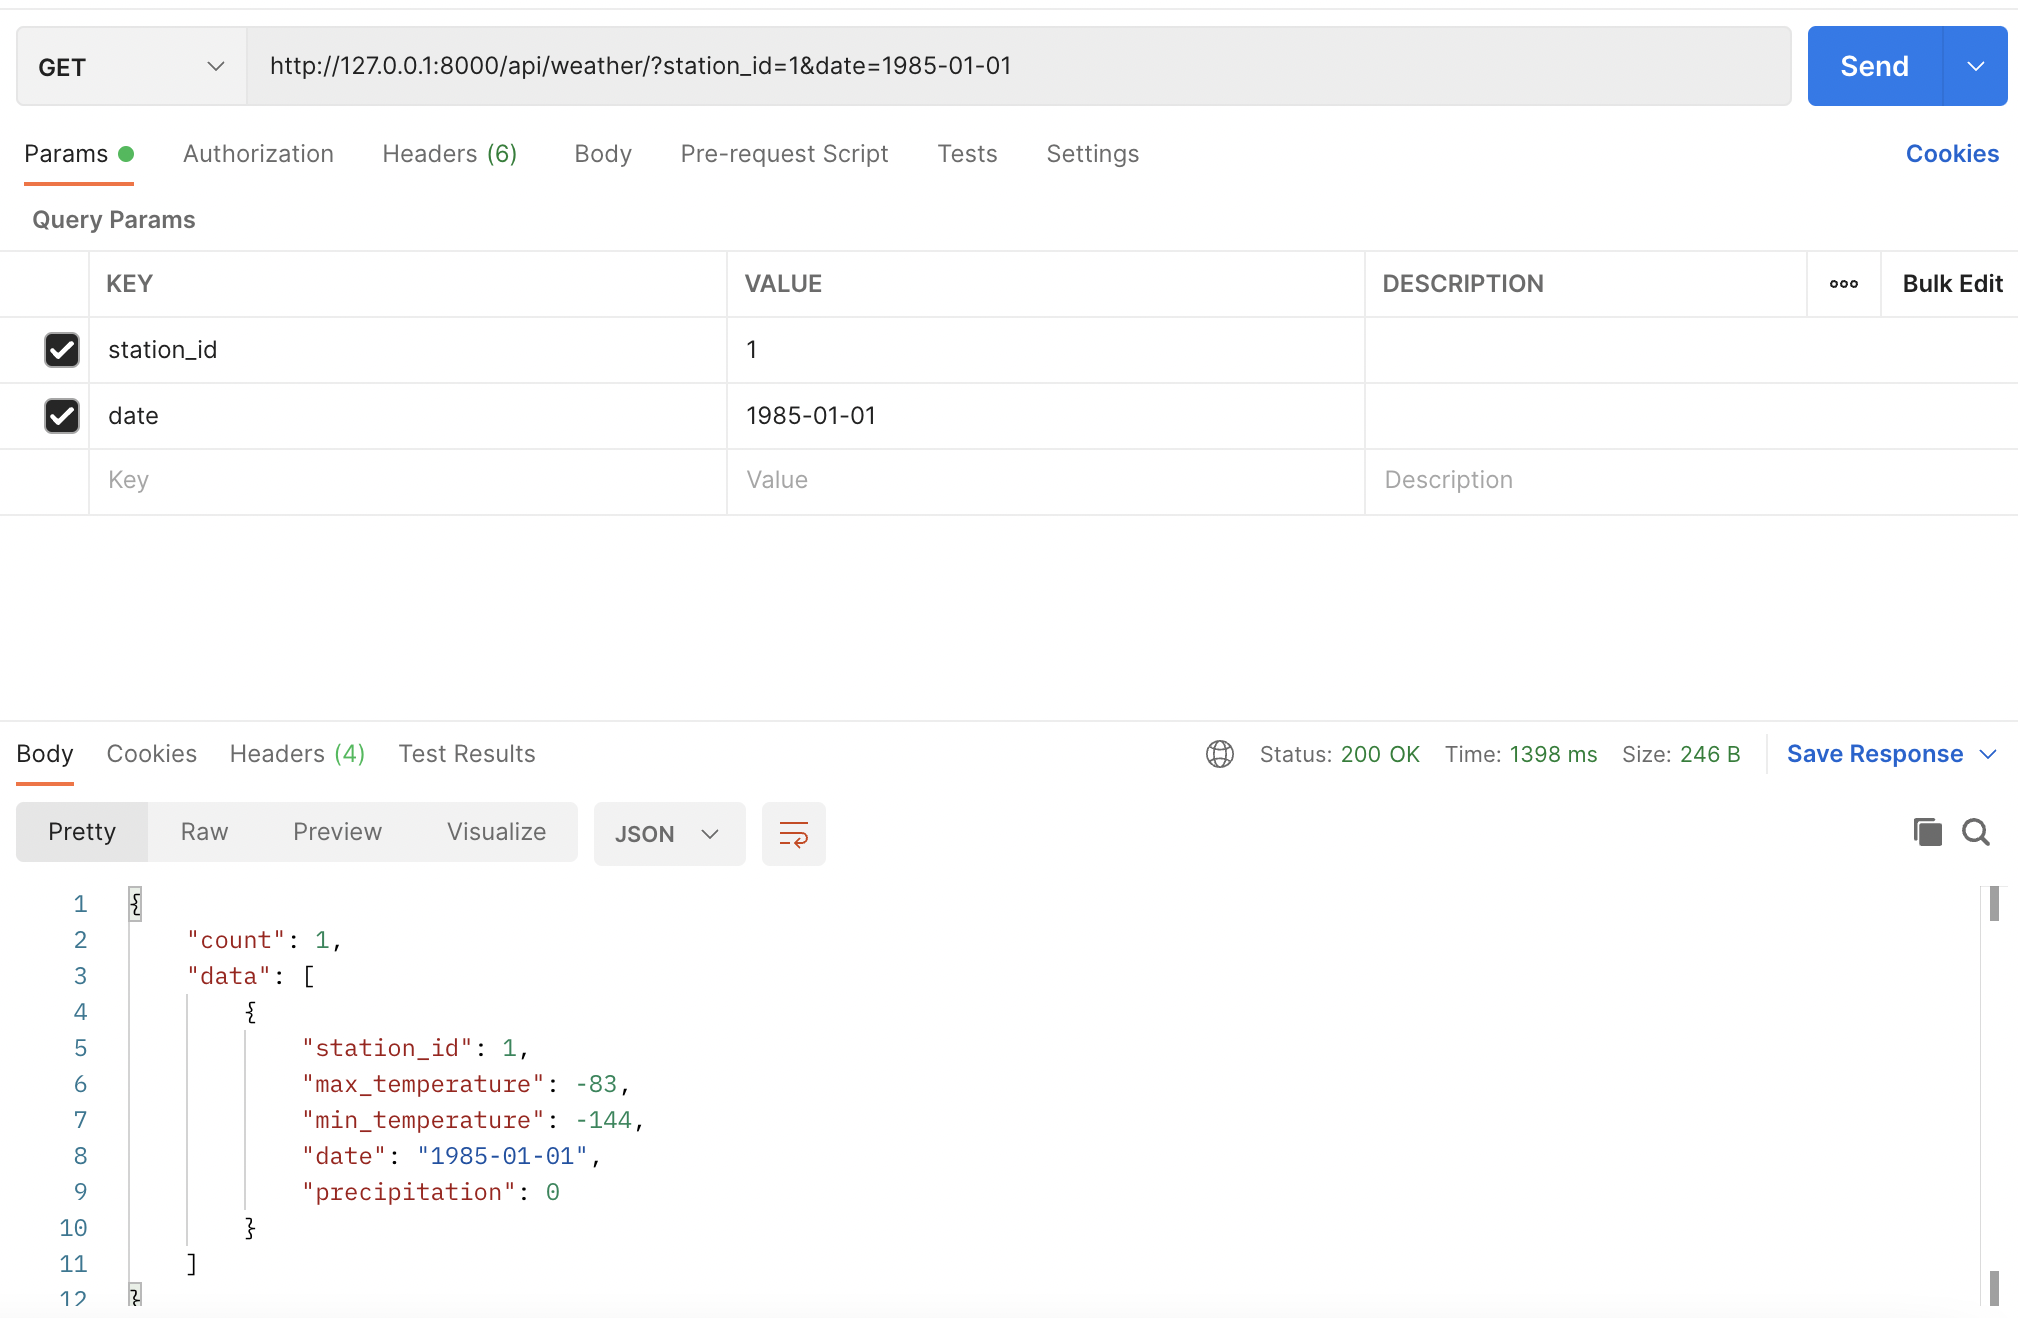 GET http://127.0.0.1:8000/api/weather/?station_id=1&date=1985-01-01 Send
Params Authorization Headers (6) Body Pre-request Script Tests Settings Cookies
Query Params
KEY VALUE DESCRIPTION ooo Bulk Edit
station_id 1
date 1985-01-01
Key Value Description
Body Cookies Headers (4) Test Results Status: 200 OK Time: 1398 ms Size: 246 B Save Response
Pretty Raw Preview Visualize JSON
1 {
2 "count": 1,
3 "data": [
4 {
5 "station_id": 1,
6 "max_temperature": -83,
7 "min_temperature": -144,
8 "date": "1985-01-01",
9 "precipitation": 0
10 }
11 ]
12 }